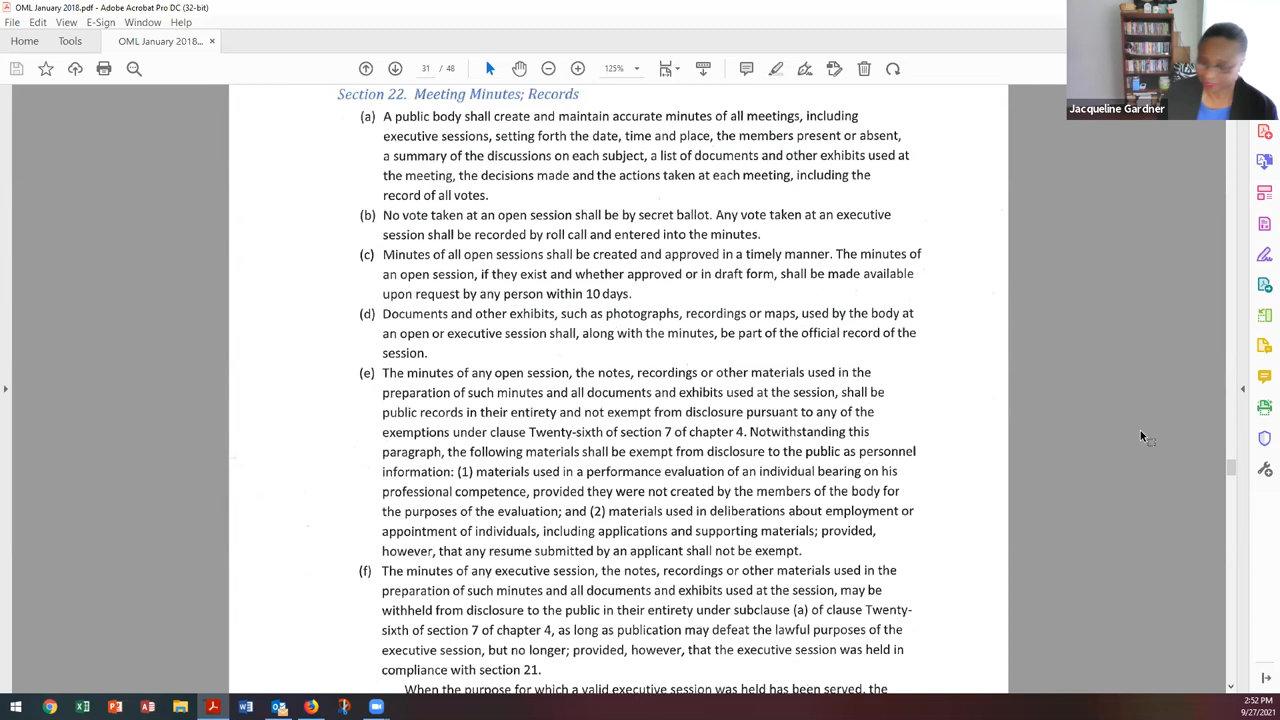 OML January 2018.pdf - Adobe Acrobat Pro DC (32-bit)
File Edit View E-Sign Window Help
Home Tools OML January 2018... ×
31 / 48 125%
Jacqueline Gardner
Section 22. Meeting Minutes; Records
(a) A public body shall create and maintain accurate minutes of all meetings, including
executive sessions, setting forth the date, time and place, the members present or absent,
a summary of the discussions on each subject, a list of documents and other exhibits used at
the meeting, the decisions made and the actions taken at each meeting, including the
record of all votes.
(b) No vote taken at an open session shall be by secret ballot. Any vote taken at an executive
session shall be recorded by roll call and entered into the minutes.
(c) Minutes of all open sessions shall be created and approved in a timely manner. The minutes of
an open session, if they exist and whether approved or in draft form, shall be made available
upon request by any person within 10 days.
(d) Documents and other exhibits, such as photographs, recordings or maps, used by the body at
an open or executive session shall, along with the minutes, be part of the official record of the
session.
(e) The minutes of any open session, the notes, recordings or other materials used in the
preparation of such minutes and all documents and exhibits used at the session, shall be
public records in their entirety and not exempt from disclosure pursuant to any of the
exemptions under clause Twenty-sixth of section 7 of chapter 4. Notwithstanding this
paragraph, the following materials shall be exempt from disclosure to the public as personnel
information: (1) materials used in a performance evaluation of an individual bearing on his
professional competence, provided they were not created by the members of the body for
the purposes of the evaluation; and (2) materials used in deliberations about employment or
appointment of individuals, including applications and supporting materials; provided,
however, that any resume submitted by an applicant shall not be exempt.
(f) The minutes of any executive session, the notes, recordings or other materials used in the
preparation of such minutes and all documents and exhibits used at the session, may be
withheld from disclosure to the public in their entirety under subclause (a) of clause Twenty-
sixth of section 7 of chapter 4, as long as publication may defeat the lawful purposes of the
executive session, but no longer; provided, however, that the executive session was held in
compliance with section 21.
When the purpose for which a valid executive session was held has been served, the
2:52 PM
9/27/2021